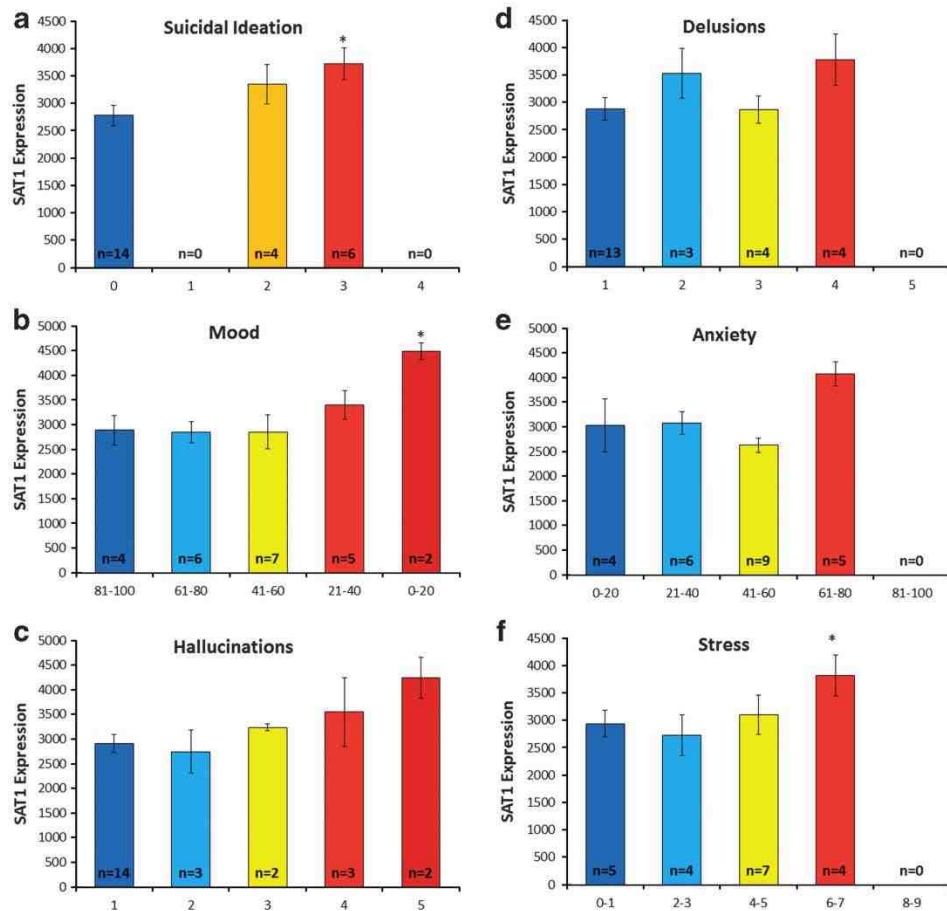 a
Suicidal Ideation
SAT1 Expression
4500
4000
3500
3000
2500
2000
1500
1000
500
0
*
n=14
n=0
n=4
n=6
n=0
0
1
2
3
4
b
Mood
SAT1 Expression
5000
4500
4000
3500
3000
2500
2000
1500
1000
500
0
*
n=4
n=6
n=7
n=5
n=2
81-100
61-80
41-60
21-40
0-20
c
Hallucinations
SAT1 Expression
5000
4500
4000
3500
3000
2500
2000
1500
1000
500
0
n=14
n=3
n=2
n=3
n=2
1
2
3
4
5
d
Delusions
SAT1 Expression
4500
4000
3500
3000
2500
2000
1500
1000
500
0
n=13
n=3
n=4
n=4
n=0
1
2
3
4
5
e
Anxiety
SAT1 Expression
5000
4500
4000
3500
3000
2500
2000
1500
1000
500
0
n=4
n=6
n=9
n=5
n=0
0-20
21-40
41-60
61-80
81-100
f
Stress
SAT1 Expression
4500
4000
3500
3000
2500
2000
1500
1000
500
0
*
n=5
n=4
n=7
n=4
n=0
0-1
2-3
4-5
6-7
8-9